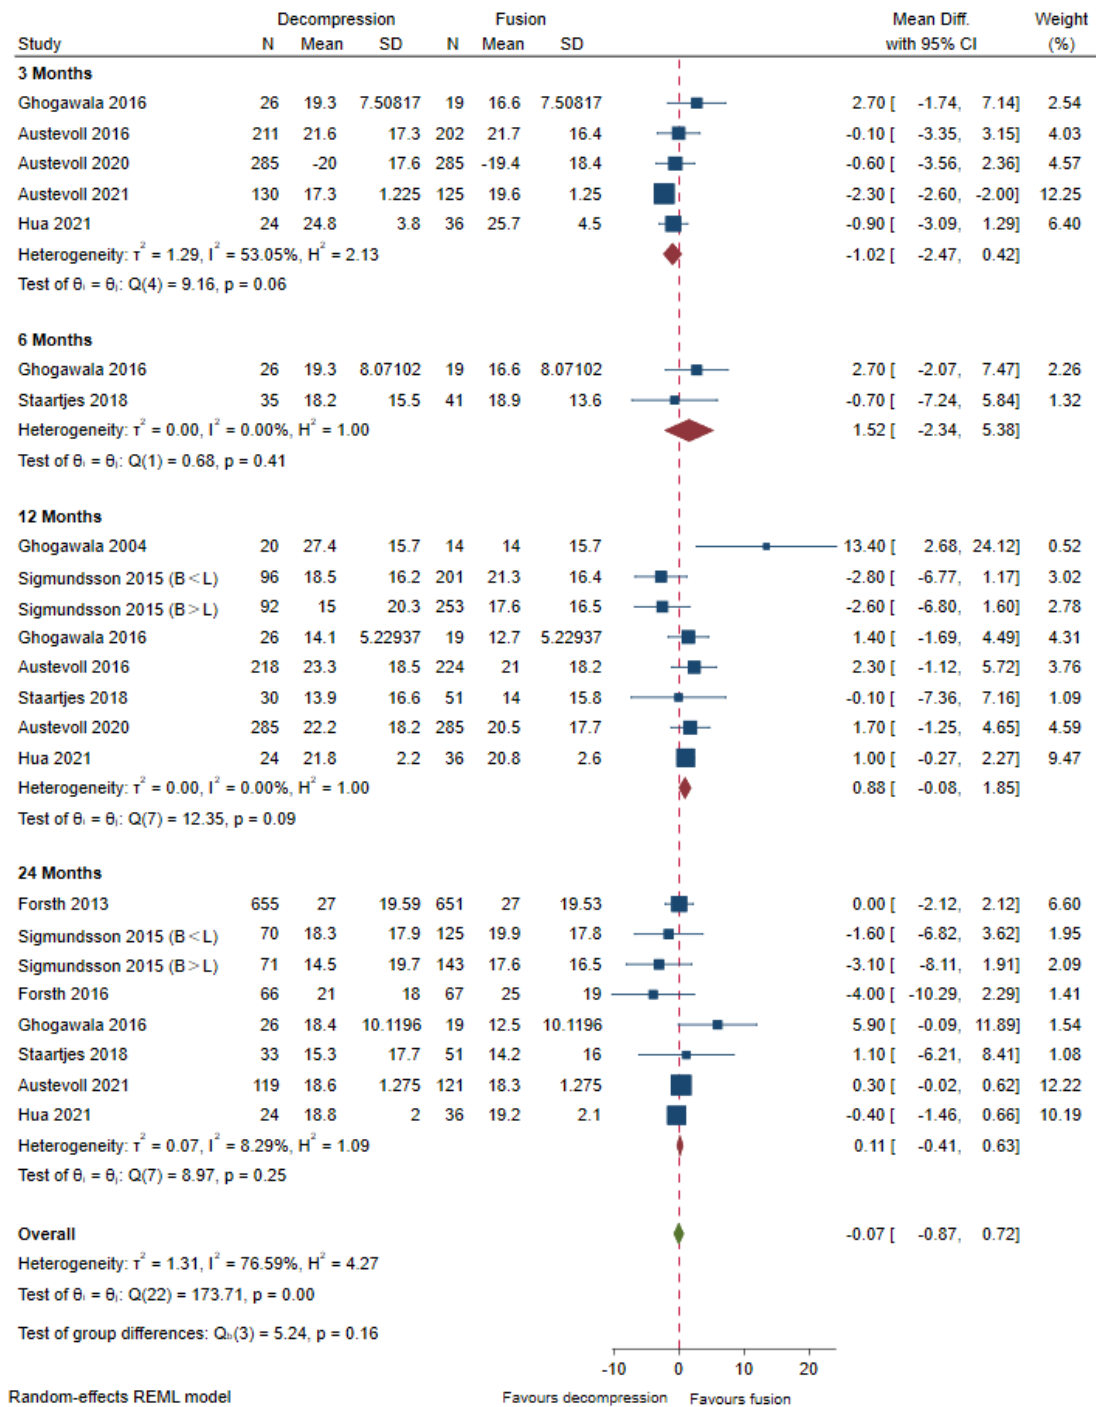 Decompression Fusion Mean Diff. Weight
Study N Mean SD N Mean SD with 95% CI (%)
3 Months
Ghogawala 2016 26 19.3 7.50817 19 16.6 7.50817 2.70 [ -1.74, 7.14] 2.54
Austevoll 2016 211 21.6 17.3 202 21.7 16.4 -0.10 [ -3.35, 3.15] 4.03
Austevoll 2020 285 -20 17.6 285 -19.4 18.4 -0.60 [ -3.56, 2.36] 4.57
Austevoll 2021 130 17.3 1.225 125 19.6 1.25 -2.30 [ -2.60, -2.00] 12.25
Hua 2021 24 24.8 3.8 36 25.7 4.5 -0.90 [ -3.09, 1.29] 6.40
Heterogeneity: τ² = 1.29, I² = 53.05%, H² = 2.13 -1.02 [ -2.47, 0.42]
Test of θᵢ = θⱼ: Q(4) = 9.16, p = 0.06
6 Months
Ghogawala 2016 26 19.3 8.07102 19 16.6 8.07102 2.70 [ -2.07, 7.47] 2.26
Staartjes 2018 35 18.2 15.5 41 18.9 13.6 -0.70 [ -7.24, 5.84] 1.32
Heterogeneity: τ² = 0.00, I² = 0.00%, H² = 1.00 1.52 [ -2.34, 5.38]
Test of θᵢ = θⱼ: Q(1) = 0.68, p = 0.41
12 Months
Ghogawala 2004 20 27.4 15.7 14 14 15.7 13.40 [ 2.68, 24.12] 0.52
Sigmundsson 2015 (B<L) 96 18.5 16.2 201 21.3 16.4 -2.80 [ -6.77, 1.17] 3.02
Sigmundsson 2015 (B>L) 92 15 20.3 253 17.6 16.5 -2.60 [ -6.80, 1.60] 2.78
Ghogawala 2016 26 14.1 5.22937 19 12.7 5.22937 1.40 [ -1.69, 4.49] 4.31
Austevoll 2016 218 23.3 18.5 224 21 18.2 2.30 [ -1.12, 5.72] 3.76
Staartjes 2018 30 13.9 16.6 51 14 15.8 -0.10 [ -7.36, 7.16] 1.09
Austevoll 2020 285 22.2 18.2 285 20.5 17.7 1.70 [ -1.25, 4.65] 4.59
Hua 2021 24 21.8 2.2 36 20.8 2.6 1.00 [ -0.27, 2.27] 9.47
Heterogeneity: τ² = 0.00, I² = 0.00%, H² = 1.00 0.88 [ -0.08, 1.85]
Test of θᵢ = θⱼ: Q(7) = 12.35, p = 0.09
24 Months
Forsth 2013 655 27 19.59 651 27 19.53 0.00 [ -2.12, 2.12] 6.60
Sigmundsson 2015 (B<L) 70 18.3 17.9 125 19.9 17.8 -1.60 [ -6.82, 3.62] 1.95
Sigmundsson 2015 (B>L) 71 14.5 19.7 143 17.6 16.5 -3.10 [ -8.11, 1.91] 2.09
Forsth 2016 66 21 18 67 25 19 -4.00 [ -10.29, 2.29] 1.41
Ghogawala 2016 26 18.4 10.1196 19 12.5 10.1196 5.90 [ -0.09, 11.89] 1.54
Staartjes 2018 33 15.3 17.7 51 14.2 16 1.10 [ -6.21, 8.41] 1.08
Austevoll 2021 119 18.6 1.275 121 18.3 1.275 0.30 [ -0.02, 0.62] 12.22
Hua 2021 24 18.8 2 36 19.2 2.1 -0.40 [ -1.46, 0.66] 10.19
Heterogeneity: τ² = 0.07, I² = 8.29%, H² = 1.09 0.11 [ -0.41, 0.63]
Test of θᵢ = θⱼ: Q(7) = 8.97, p = 0.25
Overall -0.07 [ -0.87, 0.72]
Heterogeneity: τ² = 1.31, I² = 76.59%, H² = 4.27
Test of θᵢ = θⱼ: Q(22) = 173.71, p = 0.00
Test of group differences: Q_b(3) = 5.24, p = 0.16
-10 0 10 20
Random-effects REML model Favours decompression Favours fusion